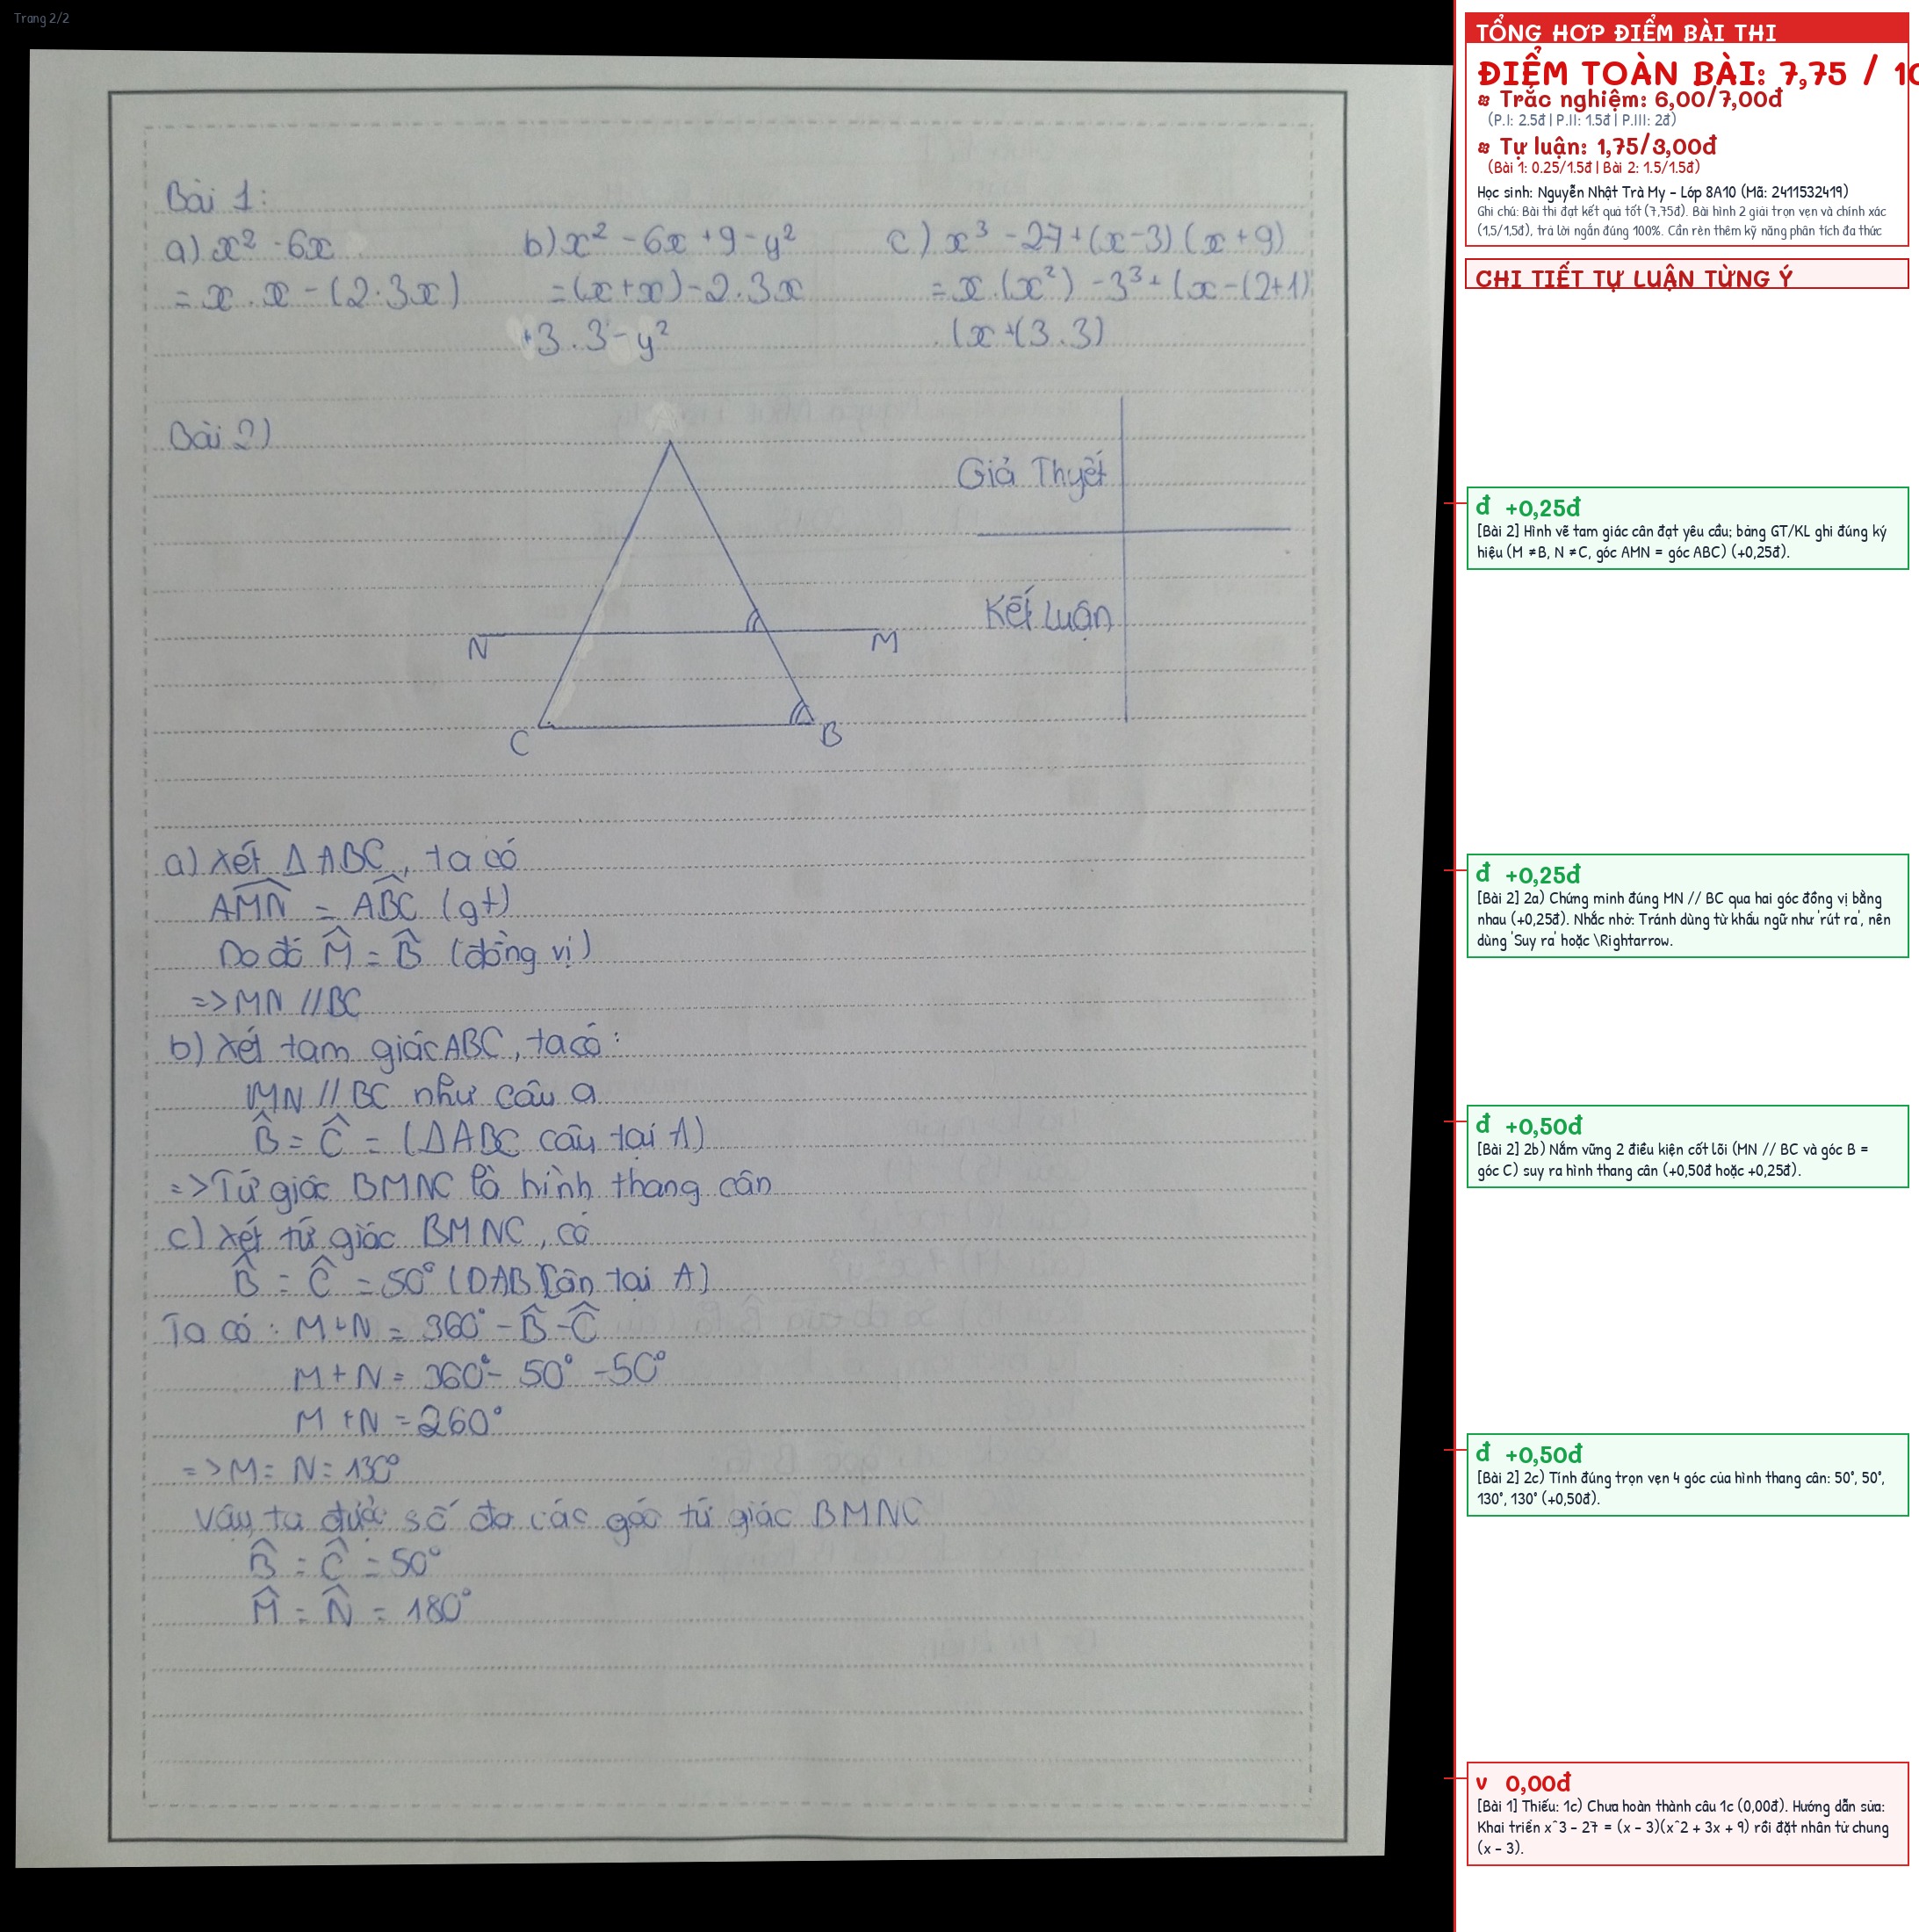 Trang 2/2
Bài 1:
a) x² - 6x
= x . x - (2 . 3x)
b) x² - 6x + 9 - y²
= (x + x) - 2 . 3x
+ 3 . 3 - y²
c) x³ - 27 + (x - 3) (x + 9)
= x . (x²) - 3³ + (x - (2+1)
(x + (3 . 3)
Bài 2)
Giả Thyết
Kết luận
N
M
C
B
a) Xét Δ ABC, ta có
AMN = ABC (gt)
Do đó M̂ = B̂ (đồng vị)
=> MN // BC
b) Xét tam giác ABC, ta có:
MN // BC như câu a
B̂ = Ĉ = (Δ ABC cân tại A)
=> Tứ giác BMNC là hình thang cân
c) Xét tứ giác BMNC, có
B̂ = Ĉ = 50° (DAB cân tại A)
Ta có: M + N = 360° - B̂ - Ĉ
M + N = 360° - 50° - 50°
M + N = 260°
=> M = N = 130°
Vậy ta được số đo các góc tứ giác BMNC
B̂ = Ĉ = 50°
M̂ = N̂ = 180°
TỔNG HỢP ĐIỂM BÀI THI
ĐIỂM TOÀN BÀI: 7,75 / 10
Trắc nghiệm: 6,00/7,00đ
(P.I: 2.5đ | P.II: 1.5đ | P.III: 2đ)
Tự luận: 1,75/3,00đ
(Bài 1: 0.25/1.5đ | Bài 2: 1.5/1.5đ)
Học sinh: Nguyễn Nhật Trà My - Lớp 8A10 (Mã: 2411532419)
Ghi chú: Bài thi đạt kết quả tốt (7,75đ). Bài hình 2 giải trọn vẹn và chính xác
(1,5/1,5đ), trả lời ngắn đúng 100%. Cần rèn thêm kỹ năng phân tích đa thức
CHI TIẾT TỰ LUẬN TỪNG Ý
đ +0,25đ
[Bài 2] Hình vẽ tam giác cân đạt yêu cầu; bảng GT/KL ghi đúng ký
hiệu (M ≠B, N ≠C, góc AMN = góc ABC) (+0,25đ).
đ +0,25đ
[Bài 2] 2a) Chứng minh đúng MN // BC qua hai góc đồng vị bằng
nhau (+0,25đ). Nhắc nhở: Tránh dùng từ khẩu ngữ như 'rút ra', nên
dùng 'Suy ra' hoặc \Rightarrow.
đ +0,50đ
[Bài 2] 2b) Nắm vững 2 điều kiện cốt lõi (MN // BC và góc B =
góc C) suy ra hình thang cân (+0,50đ hoặc +0,25đ).
đ +0,50đ
[Bài 2] 2c) Tính đúng trọn vẹn 4 góc của hình thang cân: 50°, 50°,
130°, 130° (+0,50đ).
v 0,00đ
[Bài 1] Thiếu: 1c) Chưa hoàn thành câu 1c (0,00đ). Hướng dẫn sửa:
Khai triển x^3 - 27 = (x - 3)(x^2 + 3x + 9) rồi đặt nhân tử chung
(x - 3).